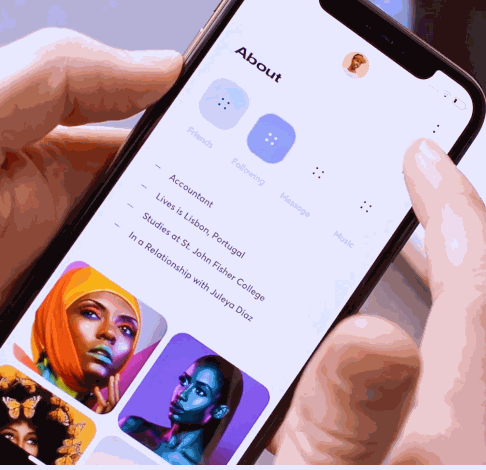 About
Friends
Following
Message
Music
— Accountant
— Lives is Lisbon, Portugal
— Studies at St. John Fisher College
— In a Relationship with Juleya Diaz